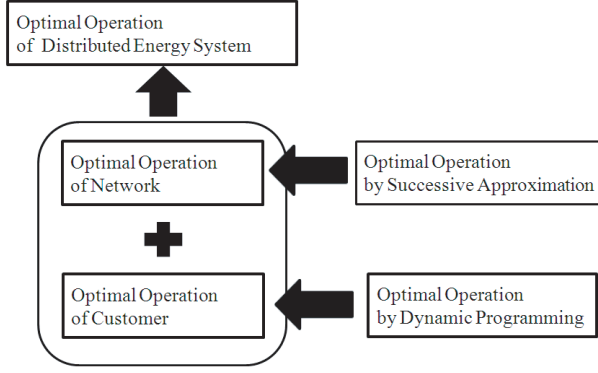 Optimal Operation
of Distributed Energy System
Optimal Operation
of Network
Optimal Operation
by Successive Approximation
Optimal Operation
of Customer
Optimal Operation
by Dynamic Programming